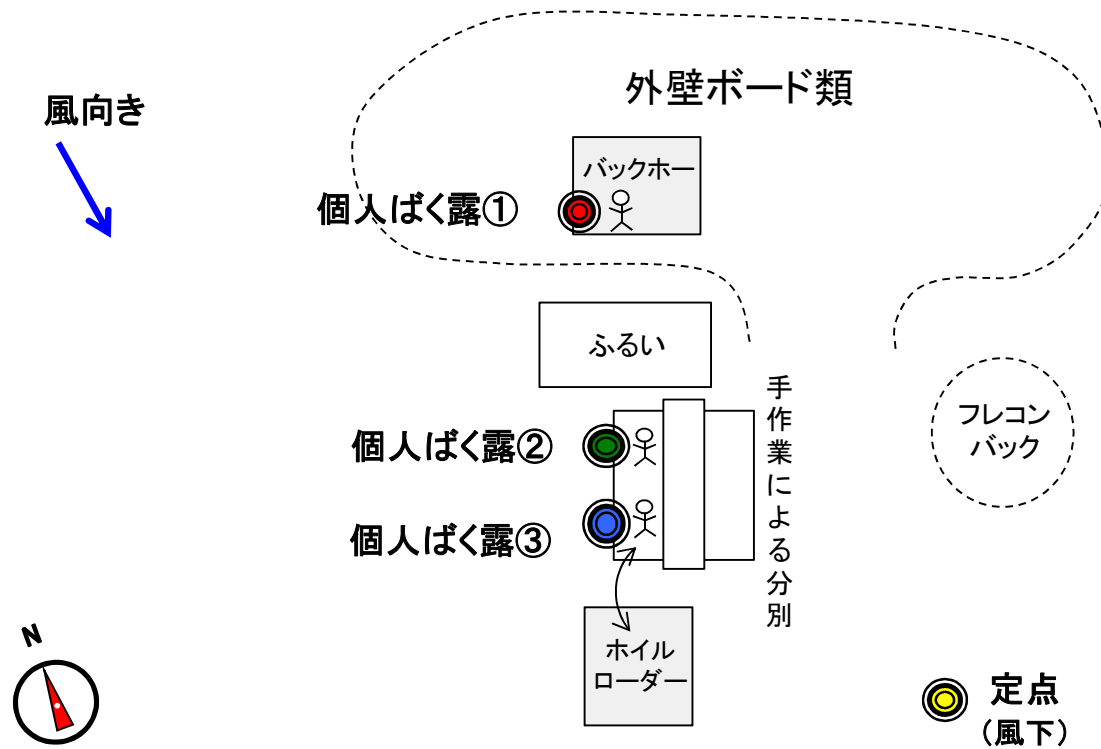 外壁ボード類
風向き
バックホー
個人ばく露①
ふるい
手作業による分別
フレコン
バック
個人ばく露②
個人ばく露③
N
ホイル
ローダー
定点
(風下)